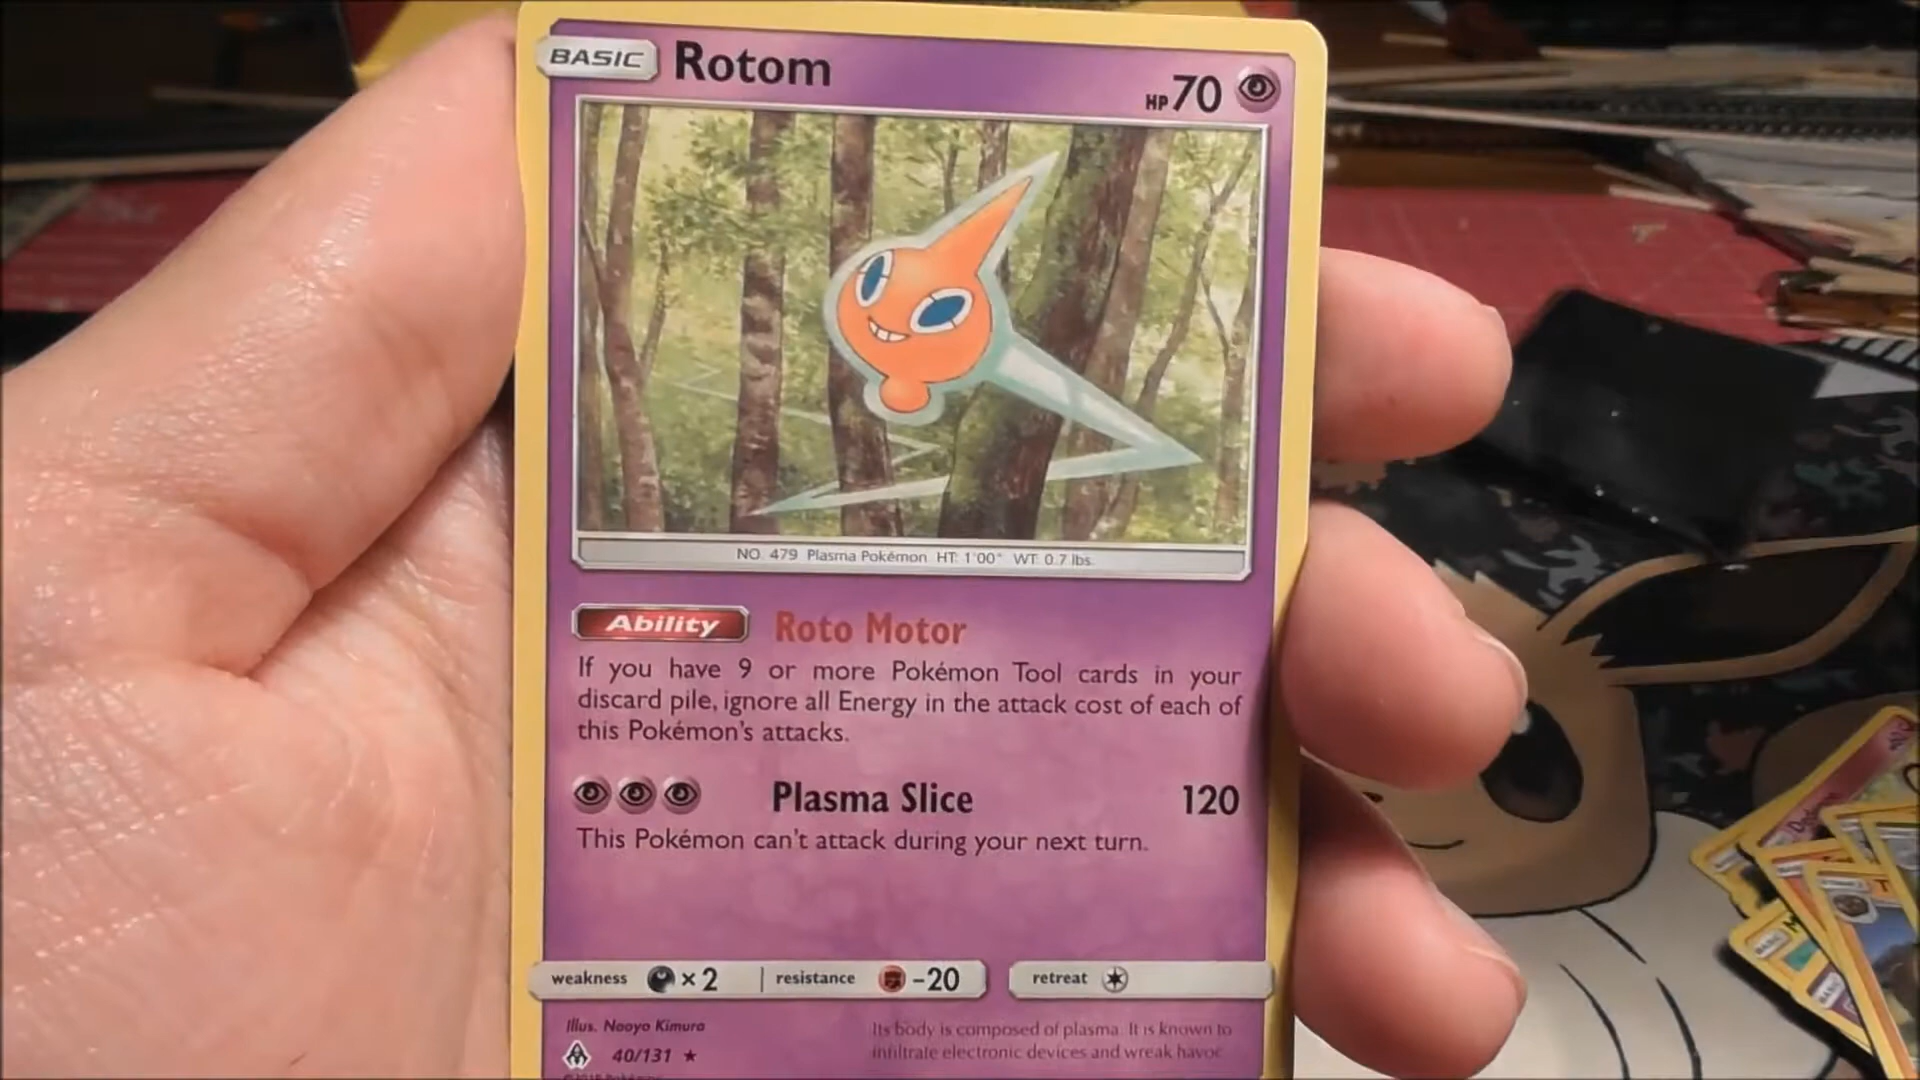 BASIC Rotom HP 70
NO. 479 Plasma Pokémon HT: 1'00" WT: 0.7 lbs.
Ability Roto Motor
If you have 9 or more Pokémon Tool cards in your
discard pile, ignore all Energy in the attack cost of each of
this Pokémon's attacks.
Plasma Slice 120
This Pokémon can't attack during your next turn.
weakness ×2 resistance -20 retreat
Illus. Naoyo Kimura
40/131 ★
Its body is composed of plasma. It is known to
infiltrate electronic devices and wreak havoc.